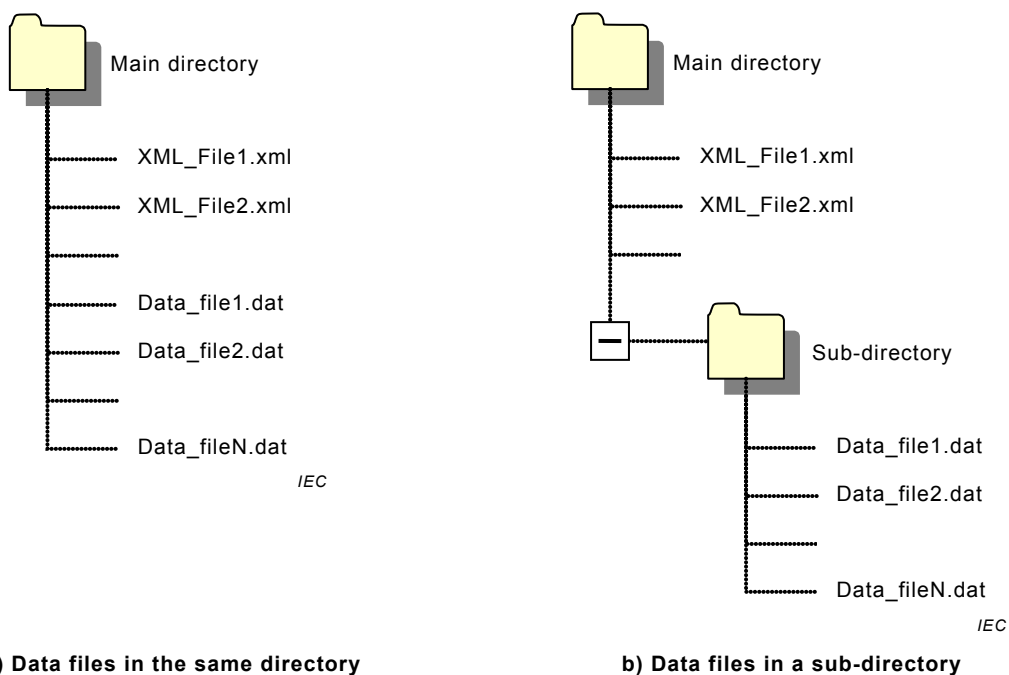 Main directory
XML_File1.xml
XML_File2.xml
Data_file1.dat
Data_file2.dat
Data_fileN.dat
IEC
) Data files in the same directory
Main directory
XML_File1.xml
XML_File2.xml
Sub-directory
Data_file1.dat
Data_file2.dat
Data_fileN.dat
IEC
b) Data files in a sub-directory